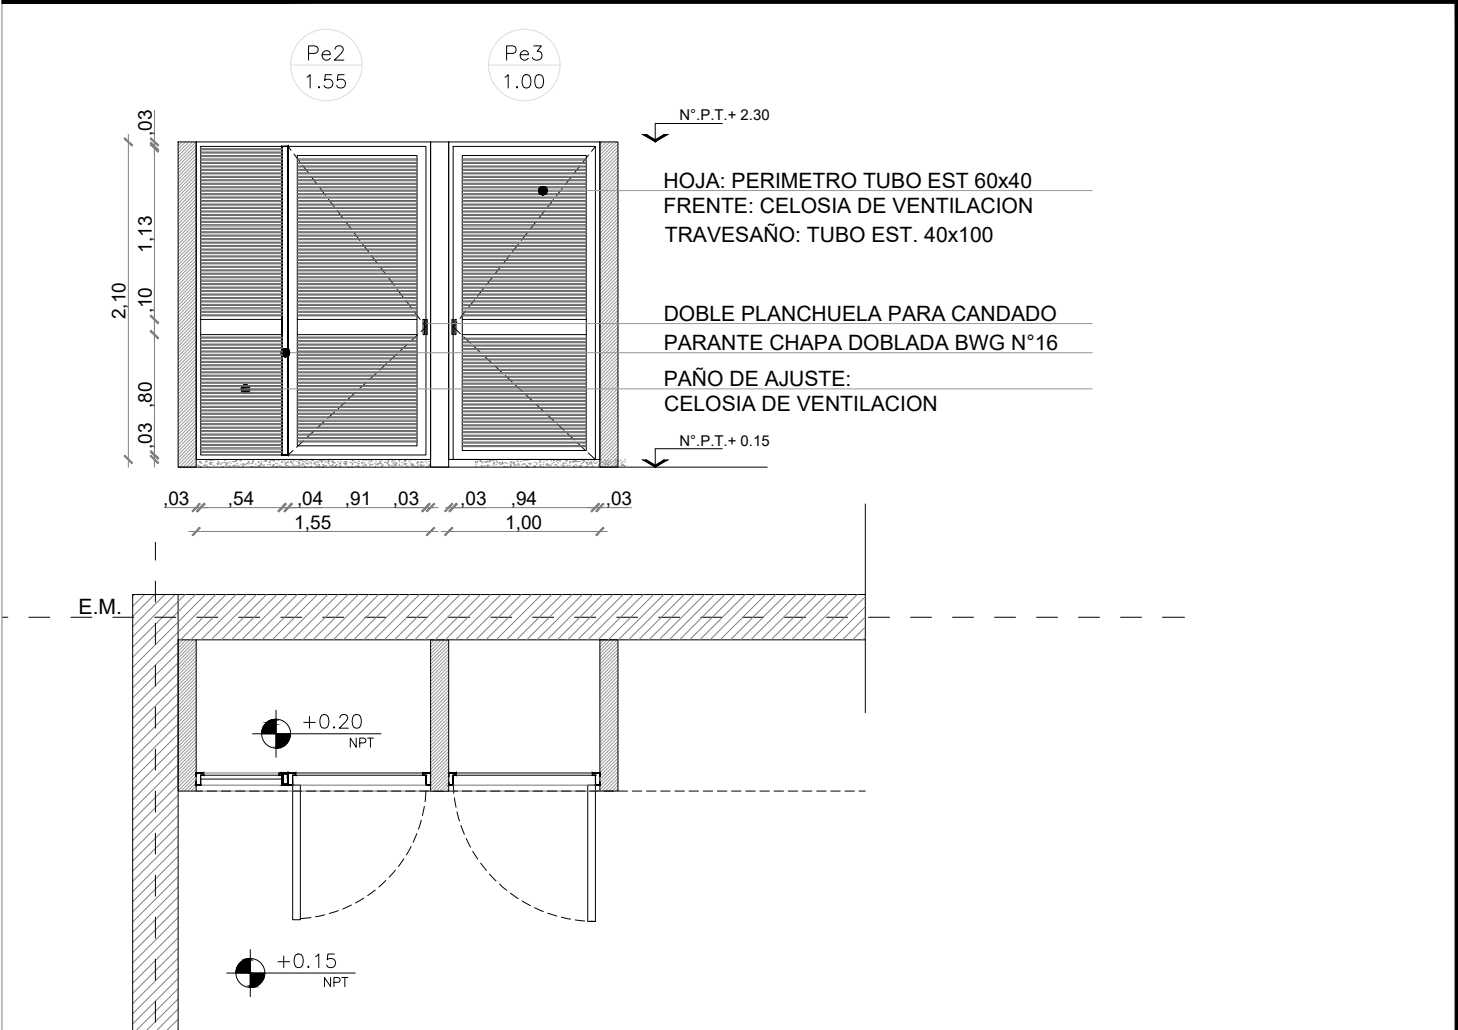 Pe2
1.55
Pe3
1.00
N°.P.T.+ 2.30
HOJA: PERIMETRO TUBO EST 60x40
FRENTE: CELOSIA DE VENTILACION
TRAVESAÑO: TUBO EST. 40x100
DOBLE PLANCHUELA PARA CANDADO
PARANTE CHAPA DOBLADA BWG N°16
PAÑO DE AJUSTE:
CELOSIA DE VENTILACION
N°.P.T.+ 0.15
2,10
,03
1,13
,10
,80
,03
,03 ,54 ,04 ,91 ,03 ,03 ,94 ,03
1,55 1,00
E.M.
+0.20
NPT
+0.15
NPT